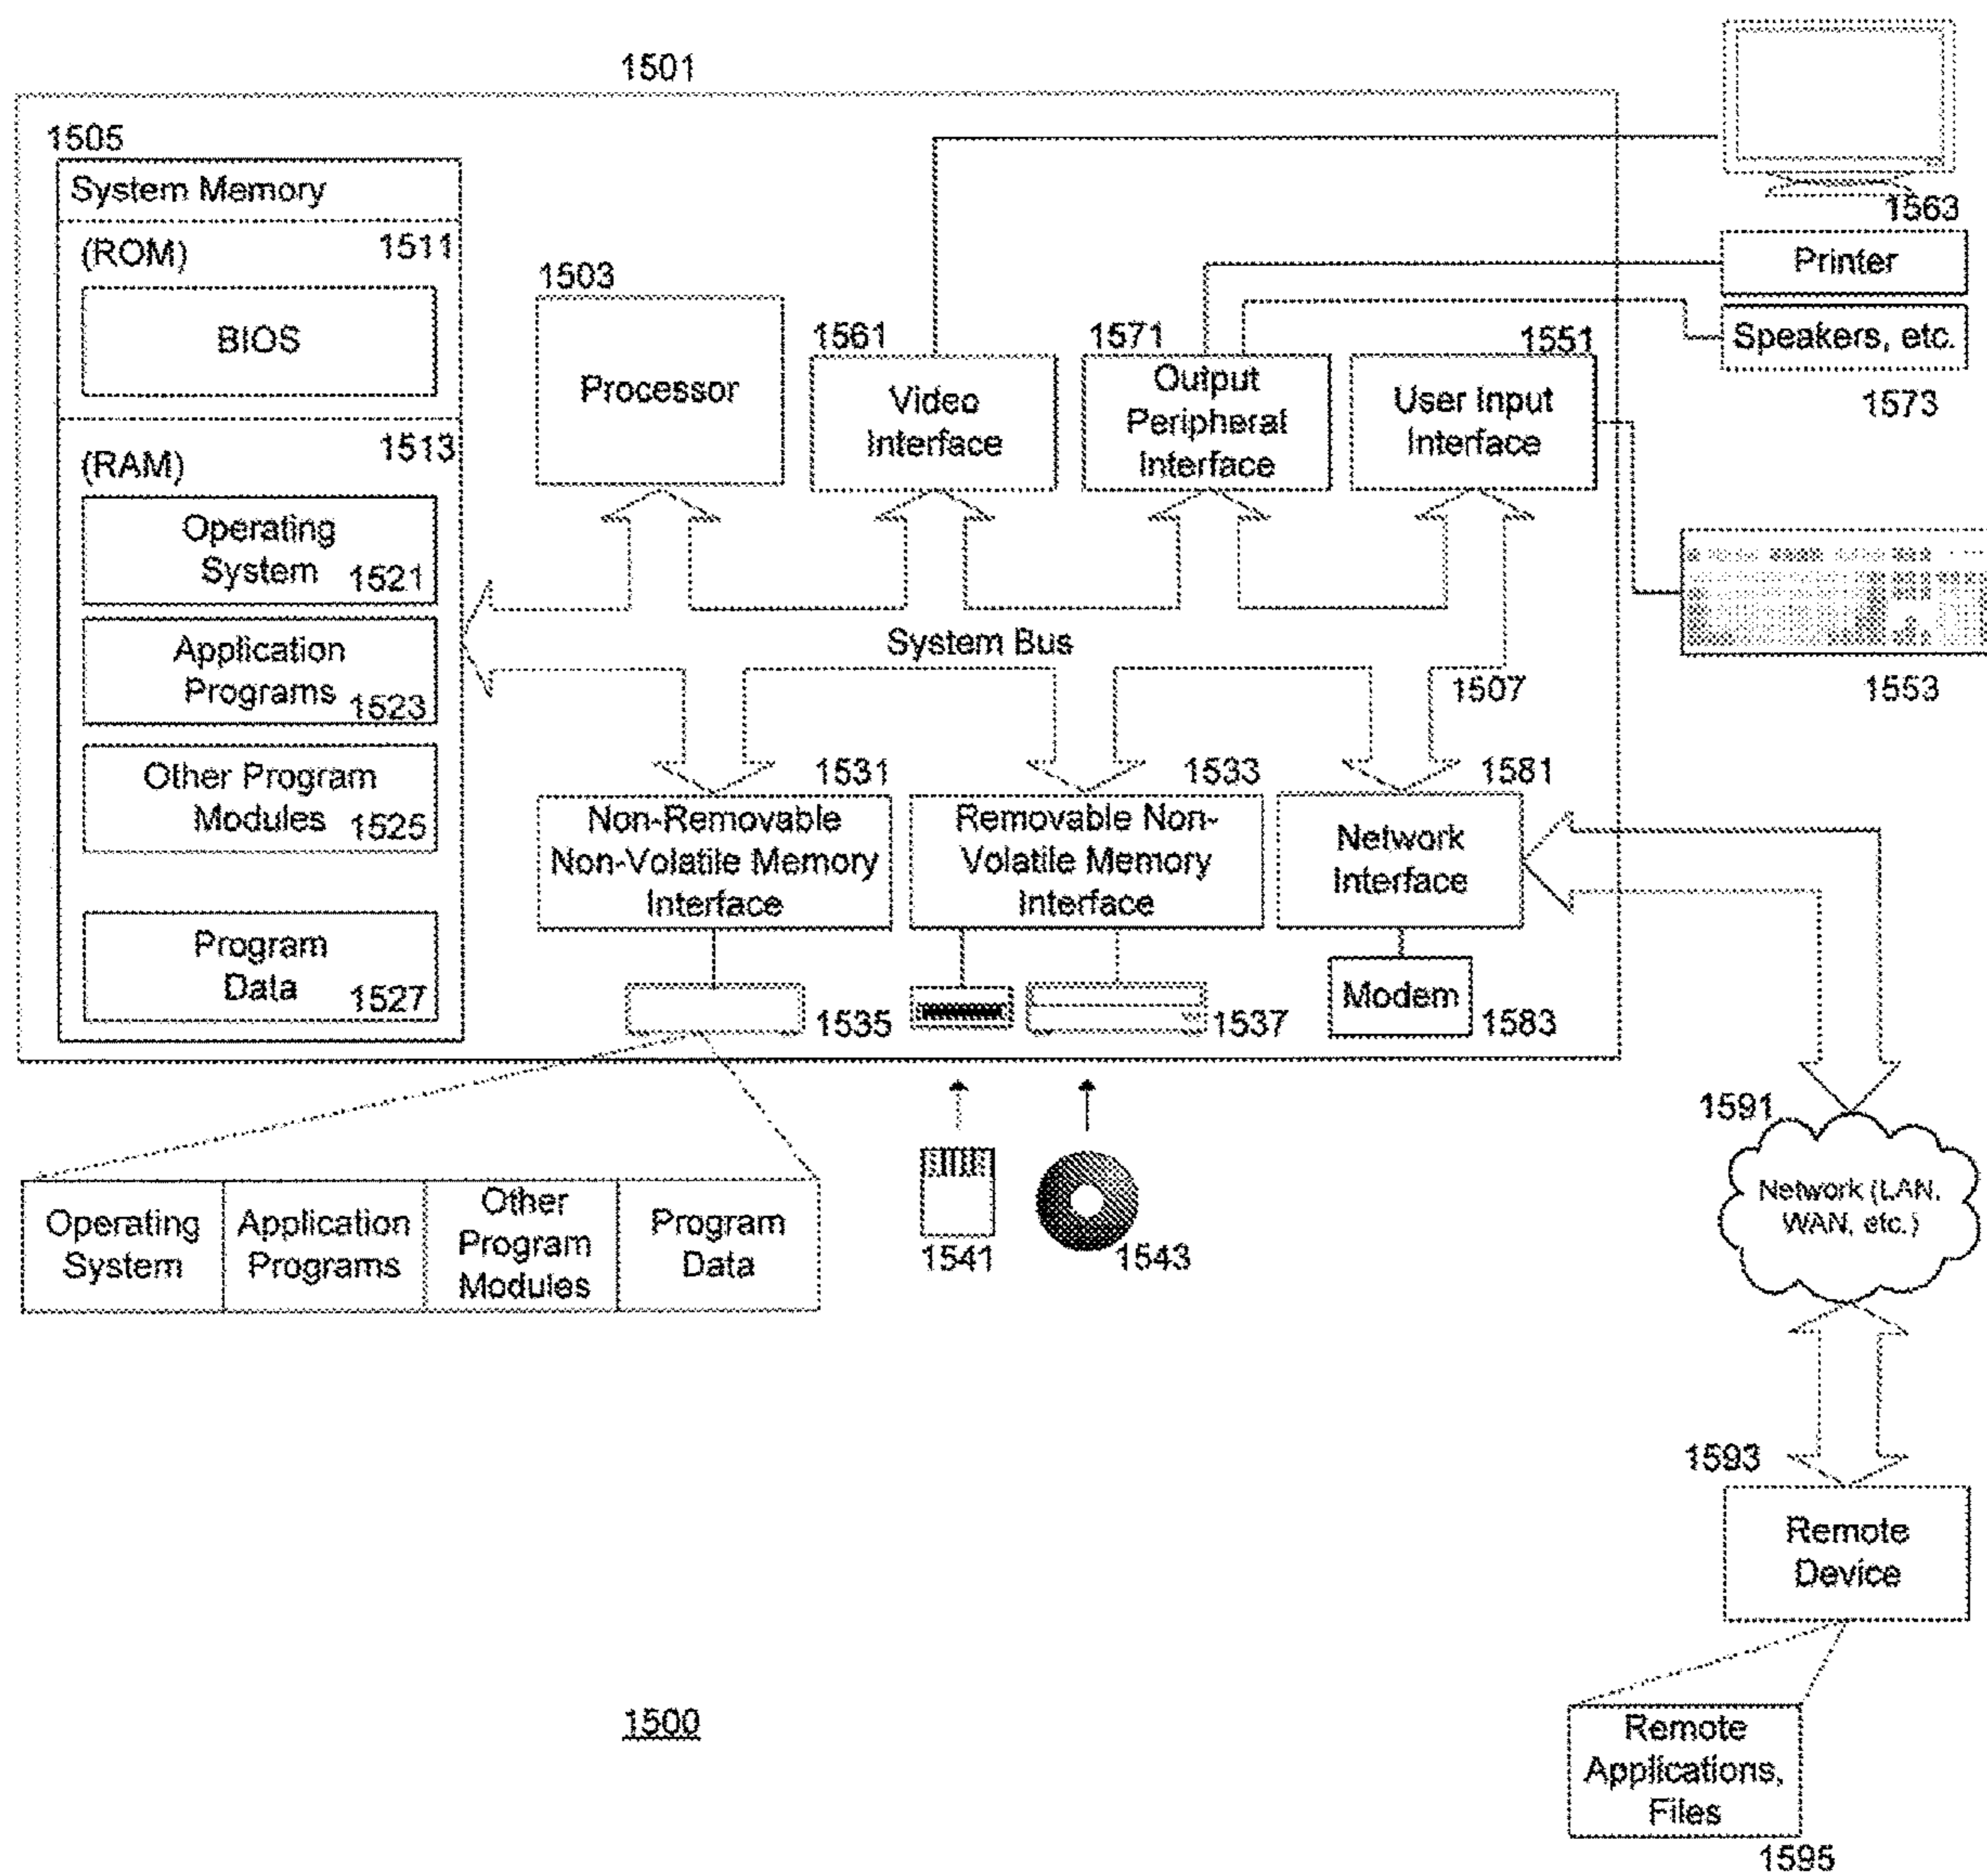 1501
1505
System Memory
(ROM)
1511
BIOS
(RAM)
1513
Operating
System
1521
Application
Programs
1523
Other Program
Modules
1525
Program
Data
1527
1503
Processor
1561
Video
Interface
1571
Output
Peripheral
Interface
1551
User Input
Interface
1563
Printer
Speakers, etc.
1573
1553
System Bus
1507
1531
Non-Removable
Non-Volatile Memory
Interface
1533
Removable Non-
Volatile Memory
Interface
1581
Network
Interface
1535
1537
Modem
1583
Operating
System
Application
Programs
Other
Program
Modules
Program
Data
1541
1543
1591
Network (LAN,
WAN, etc.)
1593
Remote
Device
Remote
Applications,
Files
1595
1500